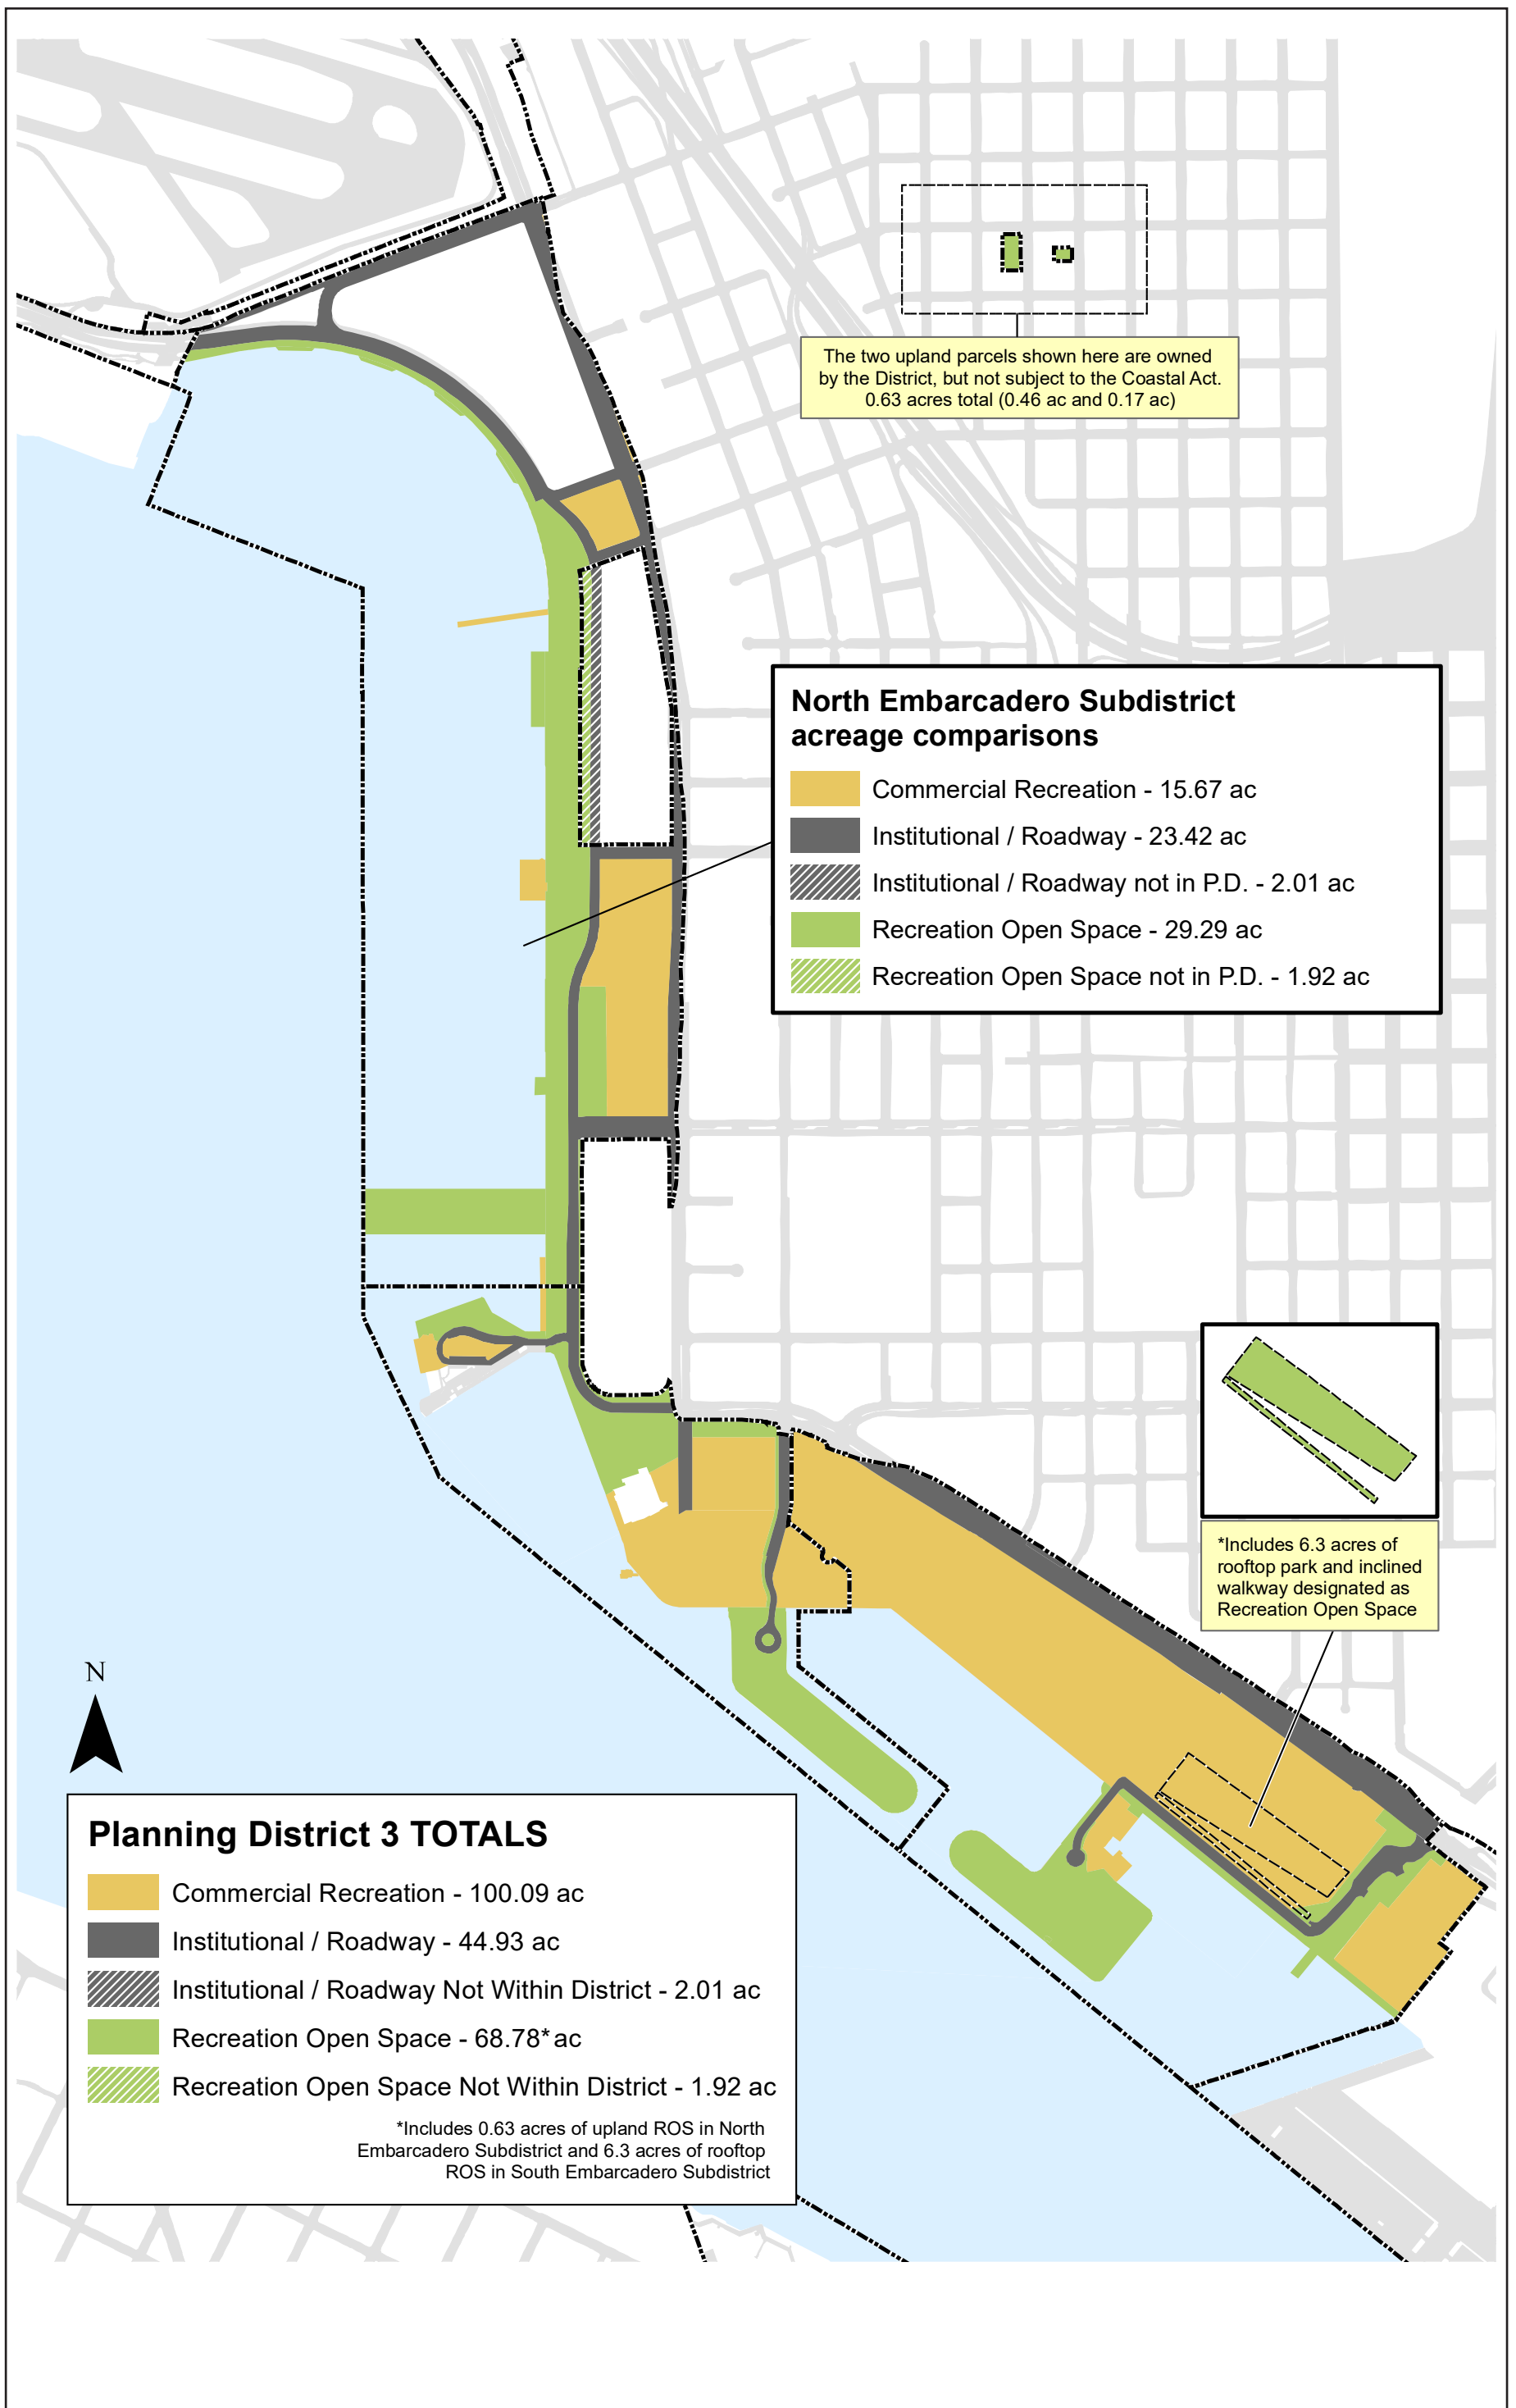 The two upland parcels shown here are owned
by the District, but not subject to the Coastal Act.
0.63 acres total (0.46 ac and 0.17 ac)
North Embarcadero Subdistrict
acreage comparisons
Commercial Recreation - 15.67 ac
Institutional / Roadway - 23.42 ac
Institutional / Roadway not in P.D. - 2.01 ac
Recreation Open Space - 29.29 ac
Recreation Open Space not in P.D. - 1.92 ac
*Includes 6.3 acres of
rooftop park and inclined
walkway designated as
Recreation Open Space
N
Planning District 3 TOTALS
Commercial Recreation - 100.09 ac
Institutional / Roadway - 44.93 ac
Institutional / Roadway Not Within District - 2.01 ac
Recreation Open Space - 68.78* ac
Recreation Open Space Not Within District - 1.92 ac
*Includes 0.63 acres of upland ROS in North
Embarcadero Subdistrict and 6.3 acres of rooftop
ROS in South Embarcadero Subdistrict